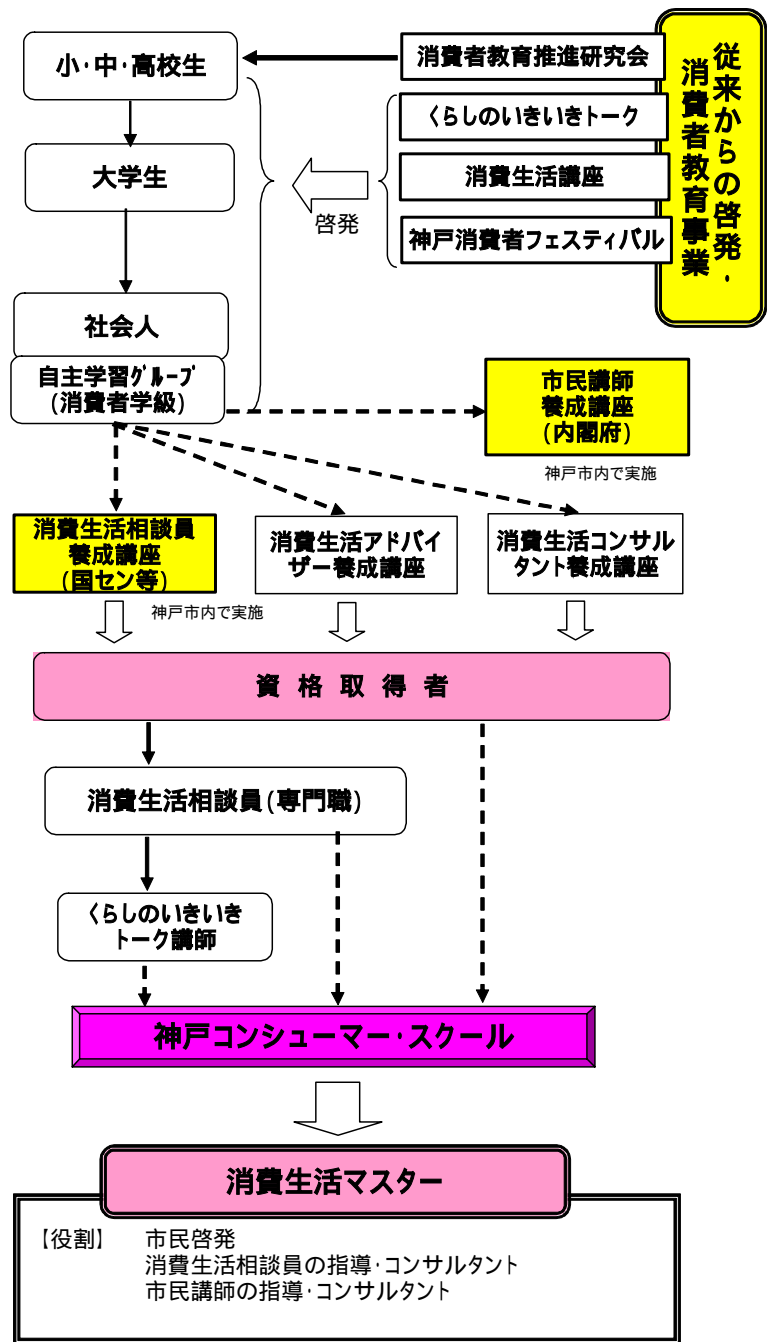 小・中・高校生
消費者教育推進研究会
従来からの啓発・
消費者教育事業
くらしのいきいきトーク
消費生活講座
神戸消費者フェスティバル
啓発
大学生
社会人
自主学習グループ
(消費者学級)
市民講師
養成講座
(内閣府)
神戸市内で実施
消費生活相談員
養成講座
(国セン等)
消費生活アドバイ
ザー養成講座
消費生活コンサル
タント養成講座
神戸市内で実施
資 格 取 得 者
消費生活相談員(専門職)
くらしのいきいき
トーク講師
神戸コンシューマー・スクール
消費生活マスター
【役割】 市民啓発
消費生活相談員の指導・コンサルタント
市民講師の指導・コンサルタント